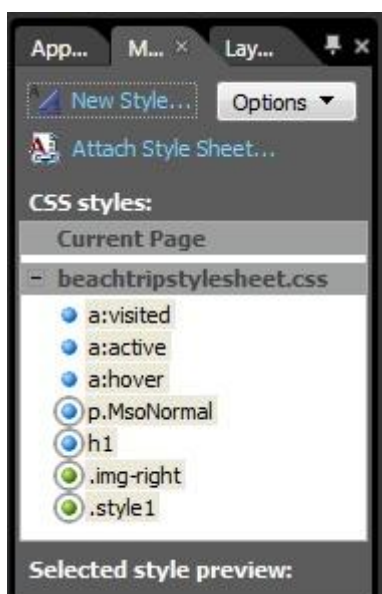 App... M... × Lay... ×
New Style... Options
Attach Style Sheet...
CSS styles:
Current Page
beachtripstylesheet.css
a:visited
a:active
a:hover
p.MsoNormal
h1
.img-right
.style1
Selected style preview: